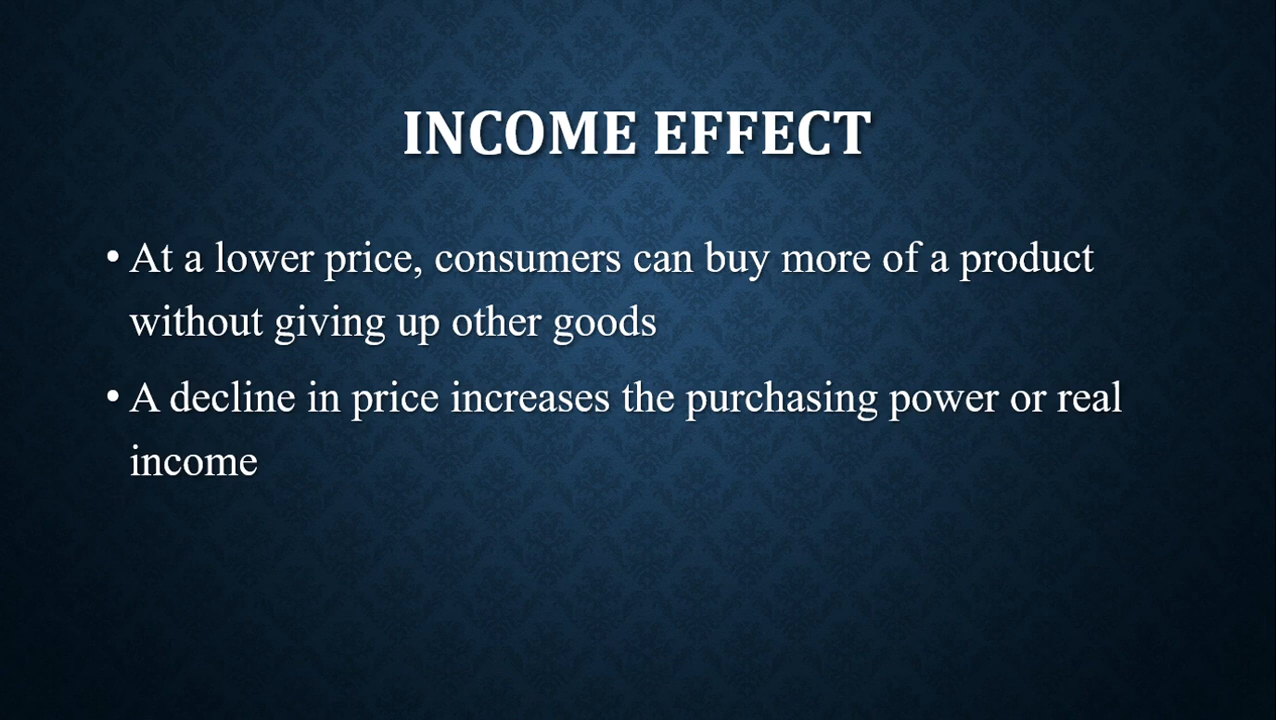 INCOME EFFECT
• At a lower price, consumers can buy more of a product
without giving up other goods
• A decline in price increases the purchasing power or real
income